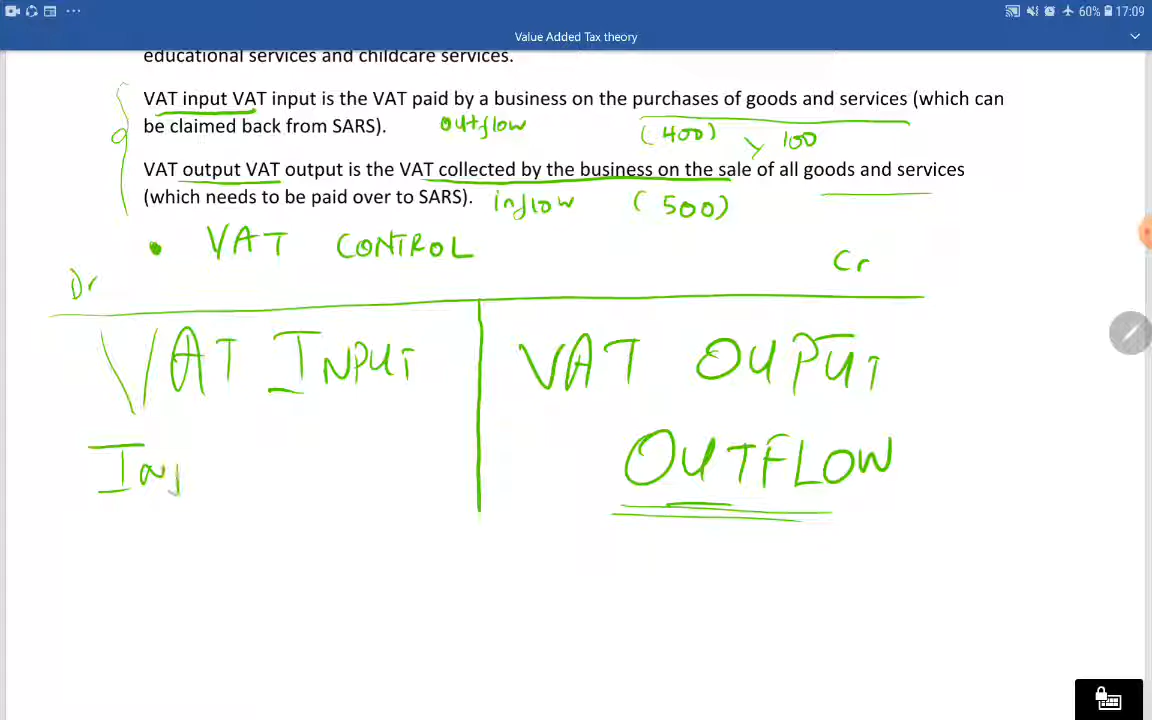 60% 17:09
Value Added Tax theory
educational services and childcare services.
VAT input VAT input is the VAT paid by a business on the purchases of goods and services (which can
be claimed back from SARS). outflow (400) 100
VAT output VAT output is the VAT collected by the business on the sale of all goods and services
(which needs to be paid over to SARS). inflow (500)
• VAT CONTROL
Dr Cr
VAT INPUT VAT OUPUT
OUTFLOW